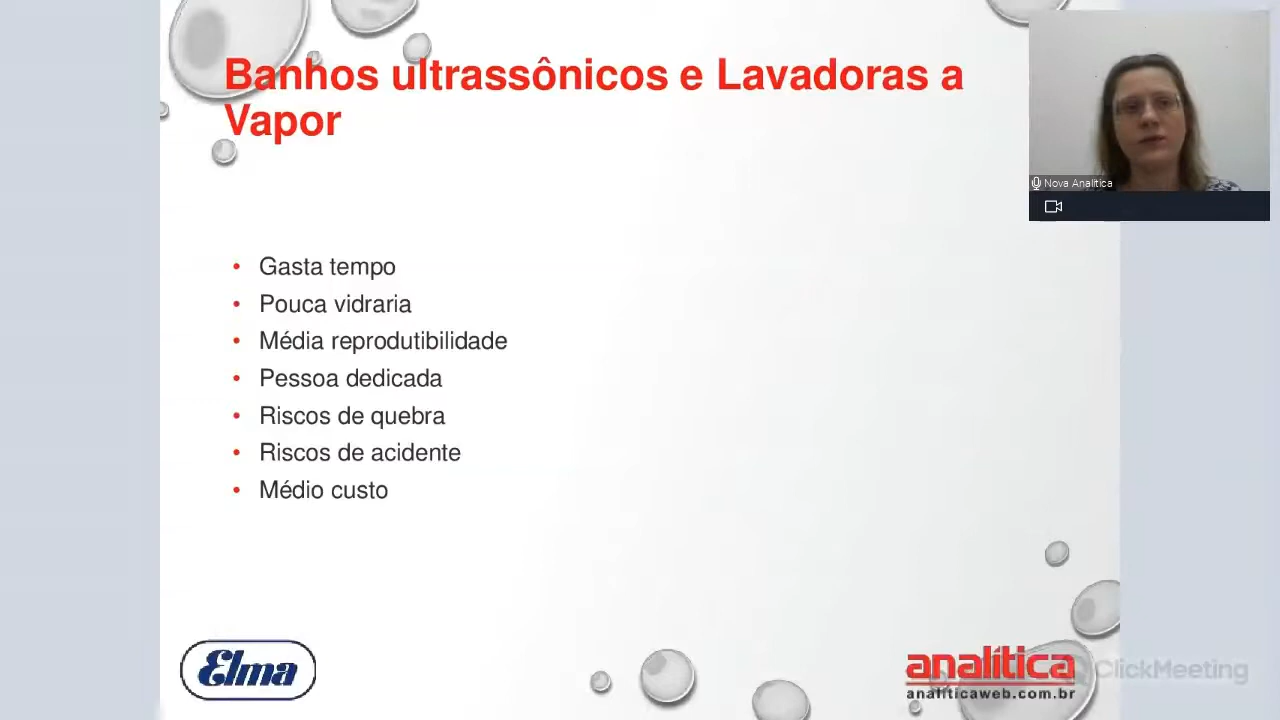 Banhos ultrassônicos e Lavadoras a
Vapor
Nova Analitica
• Gasta tempo
• Pouca vidraria
• Média reprodutibilidade
• Pessoa dedicada
• Riscos de quebra
• Riscos de acidente
• Médio custo
Elma
analítica
analiticaweb.com.br
ClickMeeting